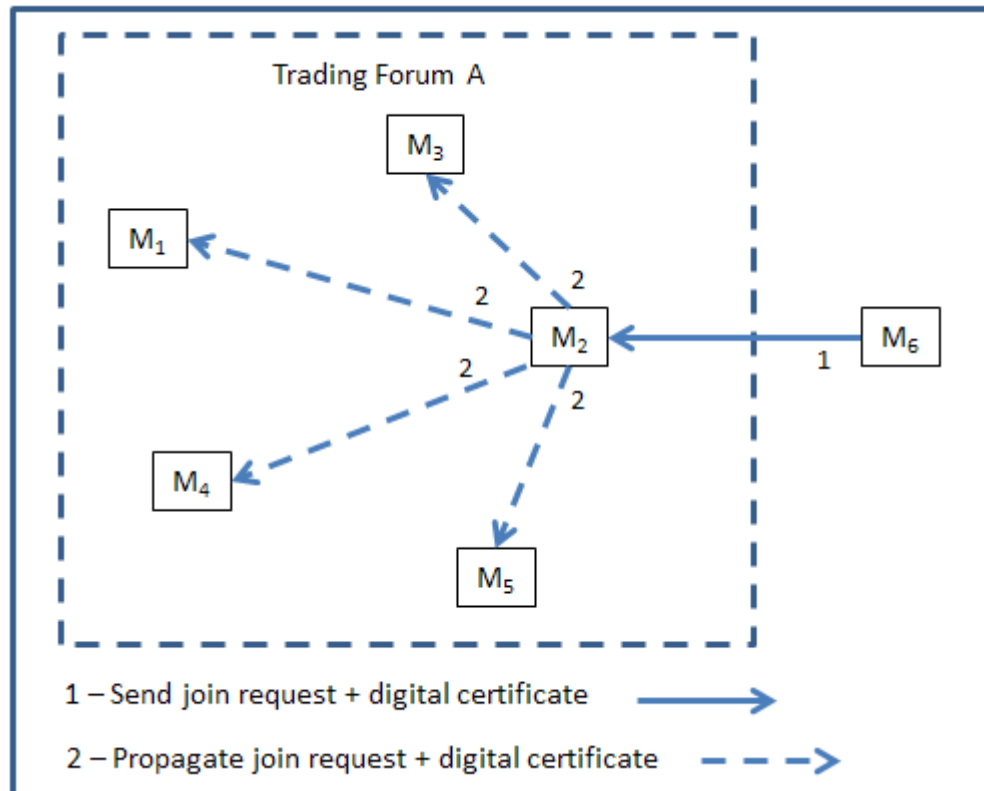 Trading Forum A
M₃
M₁
2
2
M₂
M₆
2
1
2
M₄
M₅
1 – Send join request + digital certificate
2 – Propagate join request + digital certificate